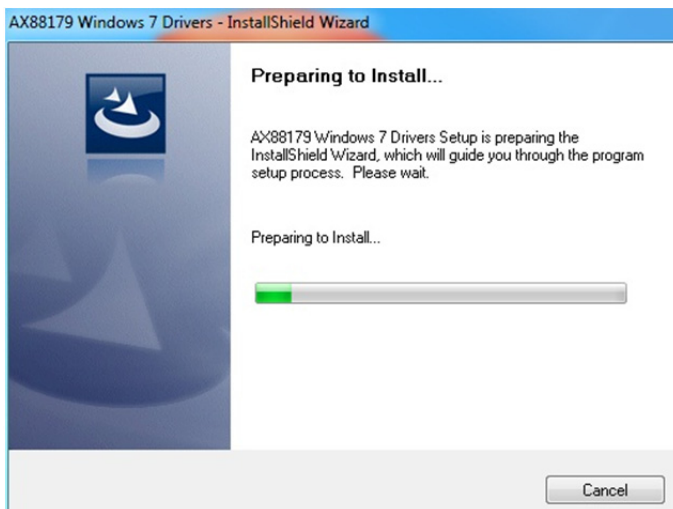 AX88179 Windows 7 Drivers - InstallShield Wizard
Preparing to Install...
AX88179 Windows 7 Drivers Setup is preparing the
InstallShield Wizard, which will guide you through the program
setup process.  Please wait.
Preparing to Install...
Cancel